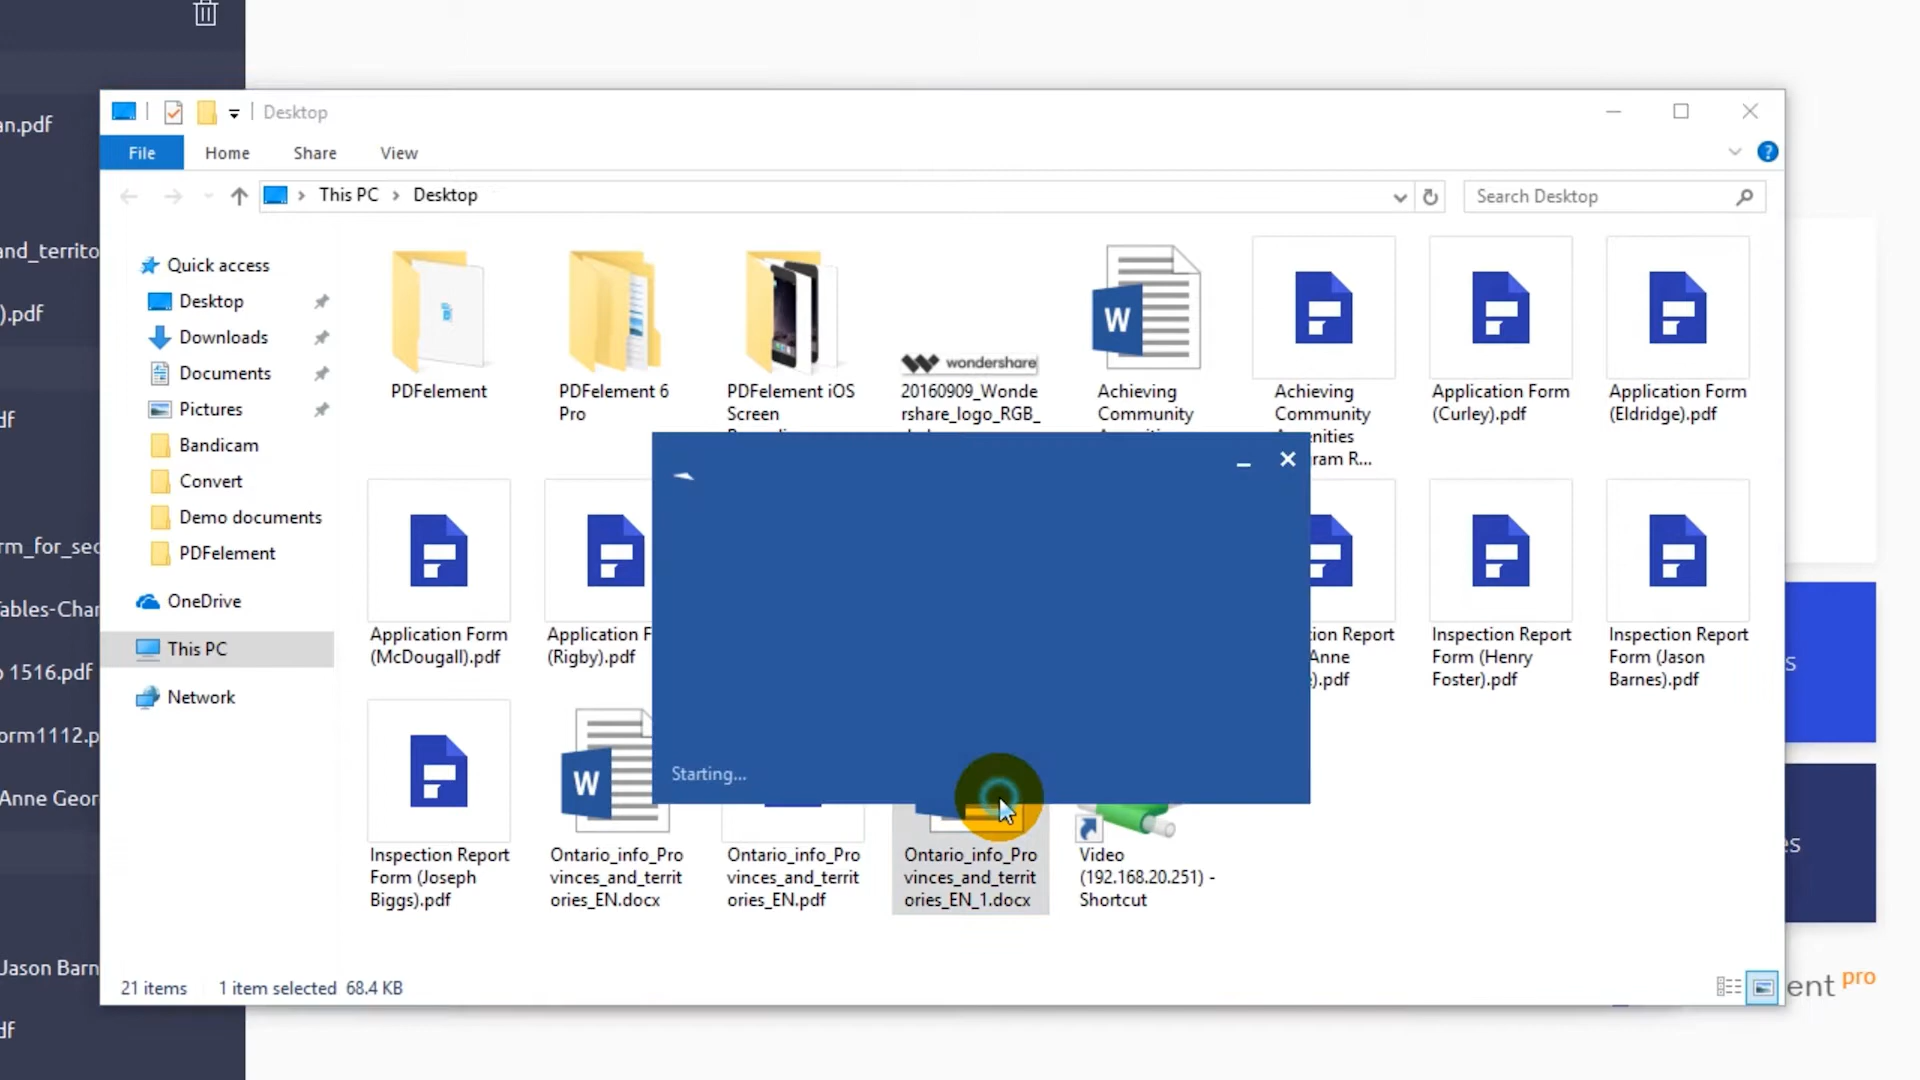 an.pdf
and_territo
).pdf
df
rm_for_sec
Tables-Char
o 1516.pdf
orm1112.p
Anne Geor
Jason Barn
df
Desktop
File Home Share View
This PC Desktop
Search Desktop
Quick access
Desktop
Downloads
Documents
Pictures
Bandicam
Convert
Demo documents
PDFelement
OneDrive
This PC
Network
PDFelement
PDFelement 6
Pro
PDFelement iOS
Screen
wondershare
20160909_Wonde
rshare_logo_RGB_
W
Achieving
Community
Achieving
Community
enities
ram R...
Application Form
(Curley).pdf
Application Form
(Eldridge).pdf
Application Form
(McDougall).pdf
Application F
(Rigby).pdf
Starting...
ion Report
Anne
).pdf
Inspection Report
Form (Henry
Foster).pdf
Inspection Report
Form (Jason
Barnes).pdf
Inspection Report
Form (Joseph
Biggs).pdf
W
Ontario_info_Pro
vinces_and_territ
ories_EN.docx
Ontario_info_Pro
vinces_and_territ
ories_EN.pdf
Ontario_info_Pro
vinces_and_territ
ories_EN_1.docx
Video
(192.168.20.251) -
Shortcut
21 items 1 item selected 68.4 KB
s
es
ent pro